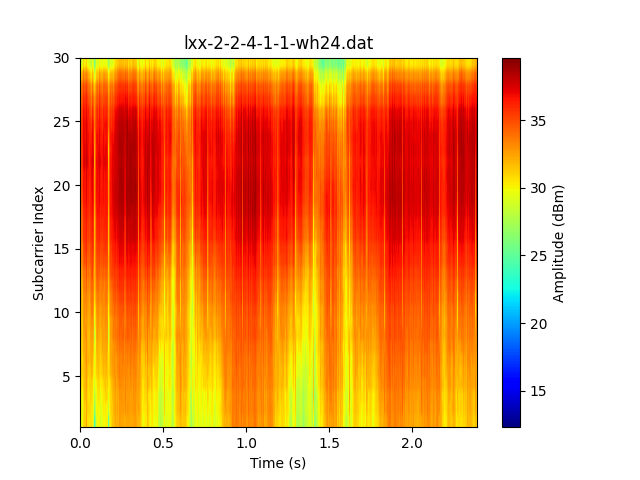 lxx-2-2-4-1-1-wh24.dat
30
25
20
15
10
5
Subcarrier Index
0.0 0.5 1.0 1.5 2.0
Time (s)
35
30
25
20
15
Amplitude (dBm)